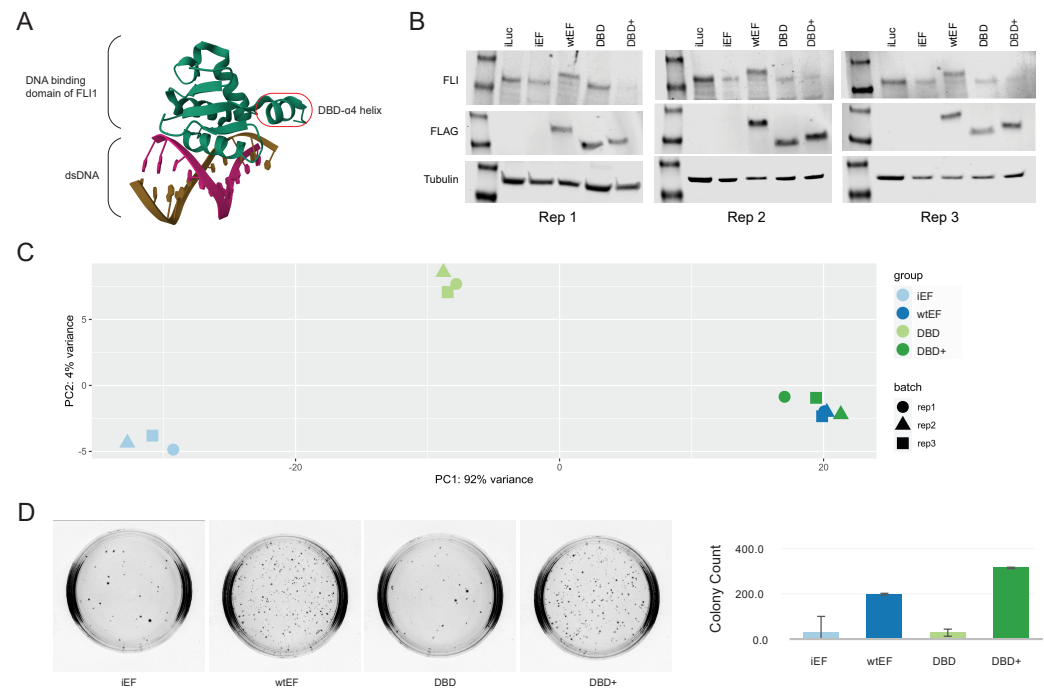 A
DNA binding
domain of FLI1
DBD-α4 helix
dsDNA
B
iLuc iEF wtEF DBD DBD+
iLuc iEF wtEF DBD DBD+
iLuc iEF wtEF DBD DBD+
FLI
FLAG
Tubulin
Rep 1 Rep 2 Rep 3
C
PC2: 4% variance
5
0
-5
-20 0 20
PC1: 92% variance
group
iEF
wtEF
DBD
DBD+
batch
rep1
rep2
rep3
D
iEF wtEF DBD DBD+
Colony Count
400.0
200.0
0.0
iEF wtEF DBD DBD+